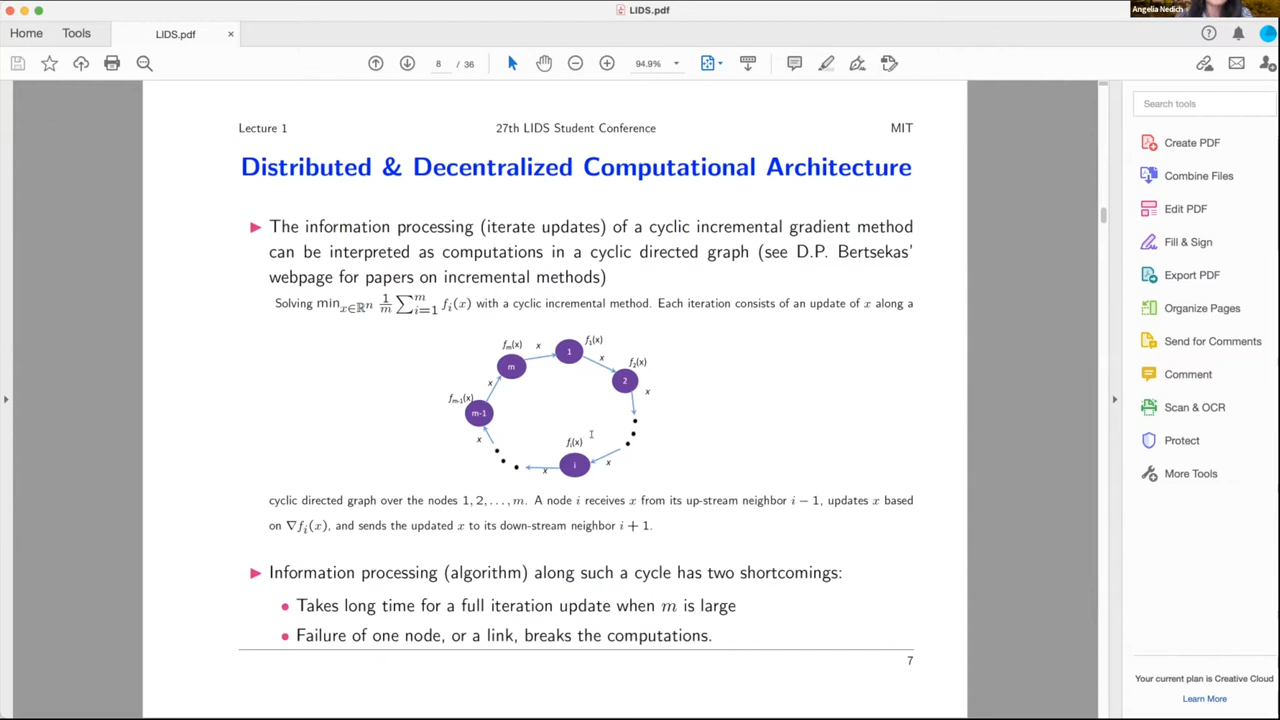 LIDS.pdf
Angelia Nedich
Home
Tools
LIDS.pdf
×
8 / 36
94.9%
Search tools
Create PDF
Combine Files
Edit PDF
Fill & Sign
Export PDF
Organize Pages
Send for Comments
Comment
Scan & OCR
Protect
More Tools
Your current plan is Creative Cloud
Learn More
Lecture 1
27th LIDS Student Conference
MIT
Distributed & Decentralized Computational Architecture
▶ The information processing (iterate updates) of a cyclic incremental gradient method
can be interpreted as computations in a cyclic directed graph (see D.P. Bertsekas'
webpage for papers on incremental methods)
Solving min_{x∈ℝⁿ} 1/m ∑_{i=1}^{m} f_i(x) with a cyclic incremental method. Each iteration consists of an update of x along a
f_m(x) x f_1(x)
m 1 x f_2(x)
x 2 x
f_{m-1}(x)
m-1
x f_i(x)
x i x
cyclic directed graph over the nodes 1, 2, . . . , m. A node i receives x from its up-stream neighbor i − 1, updates x based
on ∇f_i(x), and sends the updated x to its down-stream neighbor i + 1.
▶ Information processing (algorithm) along such a cycle has two shortcomings:
• Takes long time for a full iteration update when m is large
• Failure of one node, or a link, breaks the computations.
7